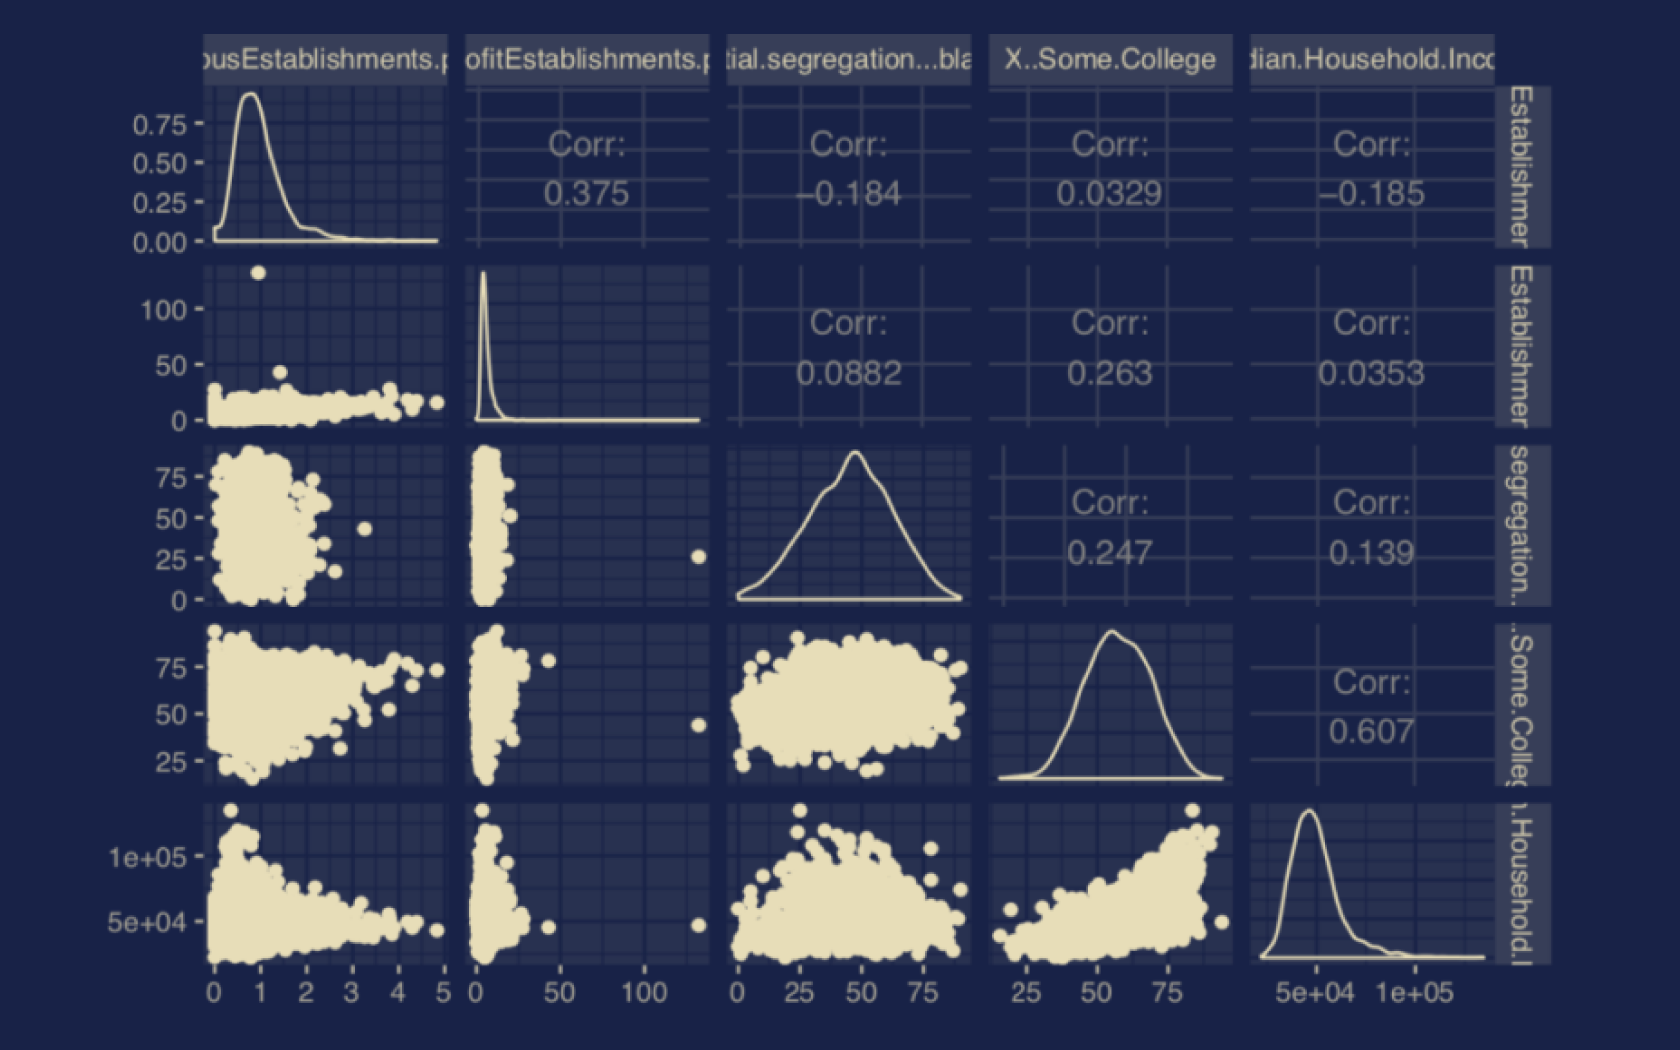 ousEstablishments.p ofitEstablishments.p tial.segregation...bla X..Some.College dian.Household.Inco
0.75
0.50
0.25
0.00
Corr:
0.375
Corr:
−0.184
Corr:
0.0329
Corr:
−0.185
Establishmer
100
50
0
Corr:
0.0882
Corr:
0.263
Corr:
0.0353
Establishmer
75
50
25
0
Corr:
0.247
Corr:
0.139
segregation..
75
50
25
Corr:
0.607
..Some.Colleg
1e+05
5e+04
n.Household.I
0 1 2 3 4 5 0 50 100 0 25 50 75 25 50 75 5e+04 1e+05